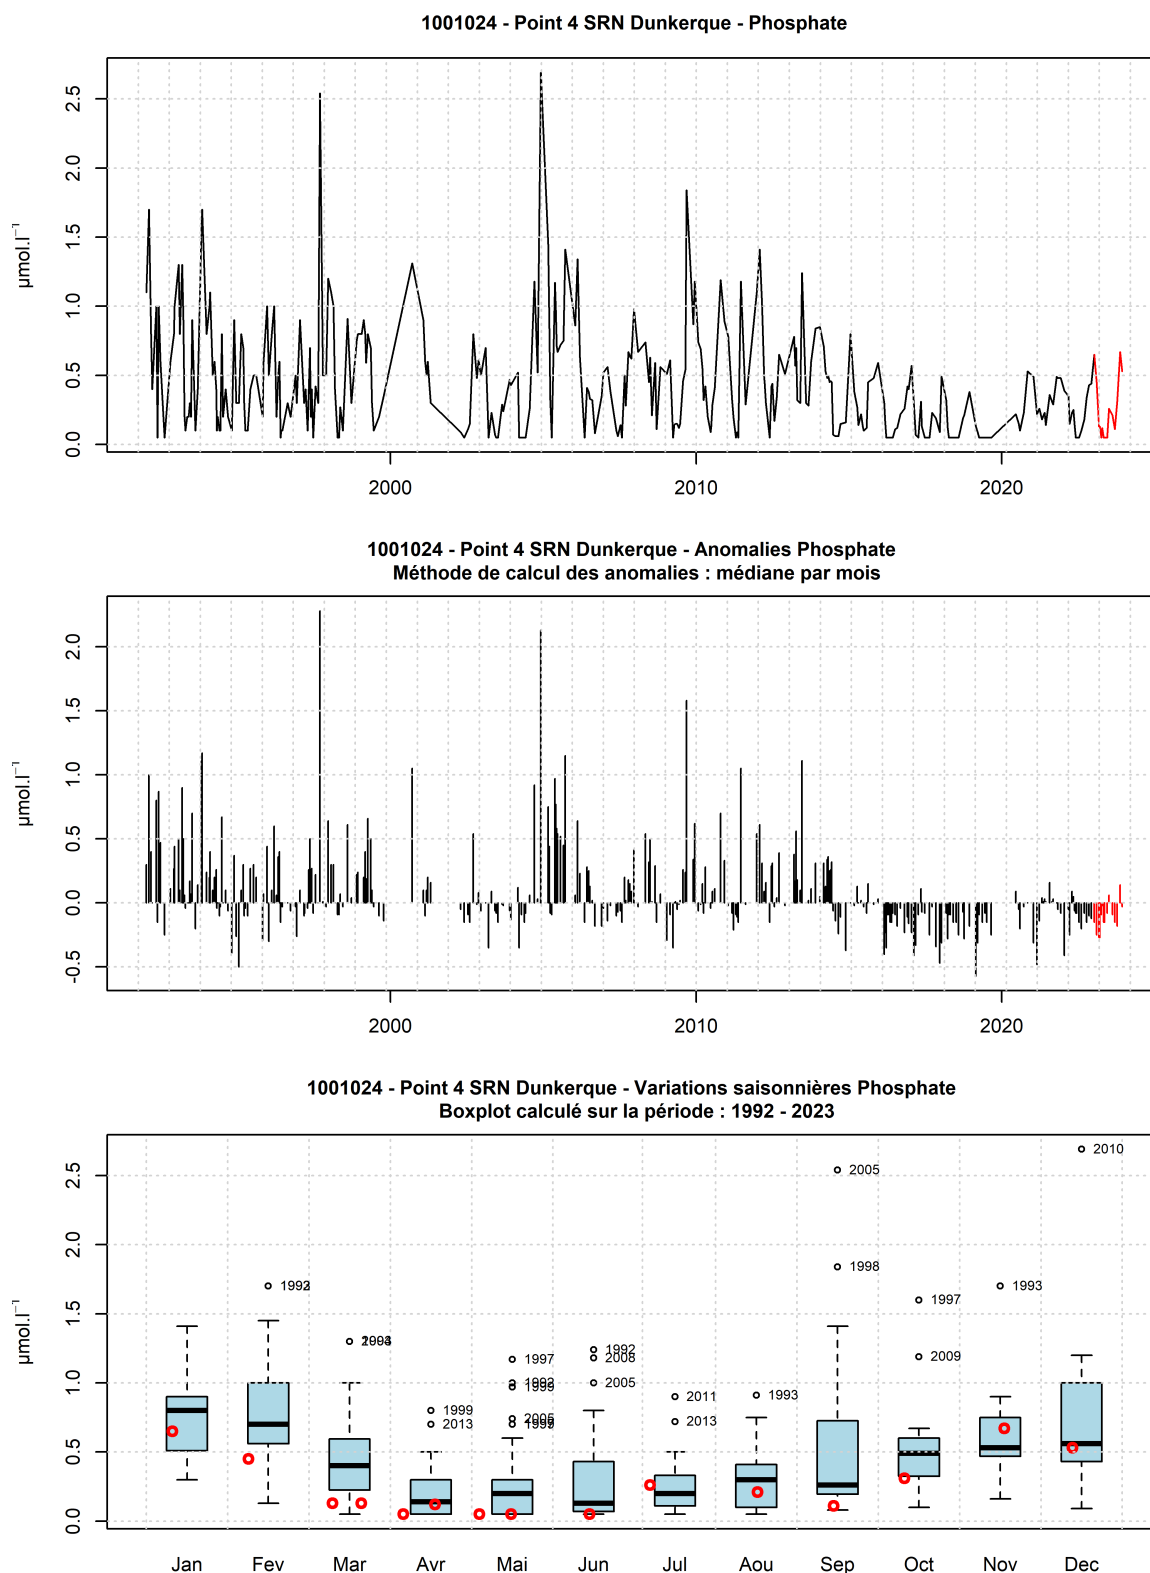 1001024 - Point 4 SRN Dunkerque - Phosphate
µmol.l⁻¹
2.5
2.0
1.5
1.0
0.5
0.0
2000 2010 2020
1001024 - Point 4 SRN Dunkerque - Anomalies Phosphate
Méthode de calcul des anomalies : médiane par mois
µmol.l⁻¹
2.0
1.5
1.0
0.5
0.0
-0.5
2000 2010 2020
1001024 - Point 4 SRN Dunkerque - Variations saisonnières Phosphate
Boxplot calculé sur la période : 1992 - 2023
µmol.l⁻¹
2010
2.5 2005
2.0
1998
1997 1993
1.5
1997 1992
2008
2009
1.0 1992 2005
1999
2011 1993
1999
2013 2013
0.5
0.0
Jan Fev Mar Avr Mai Jun Jul Aou Sep Oct Nov Dec